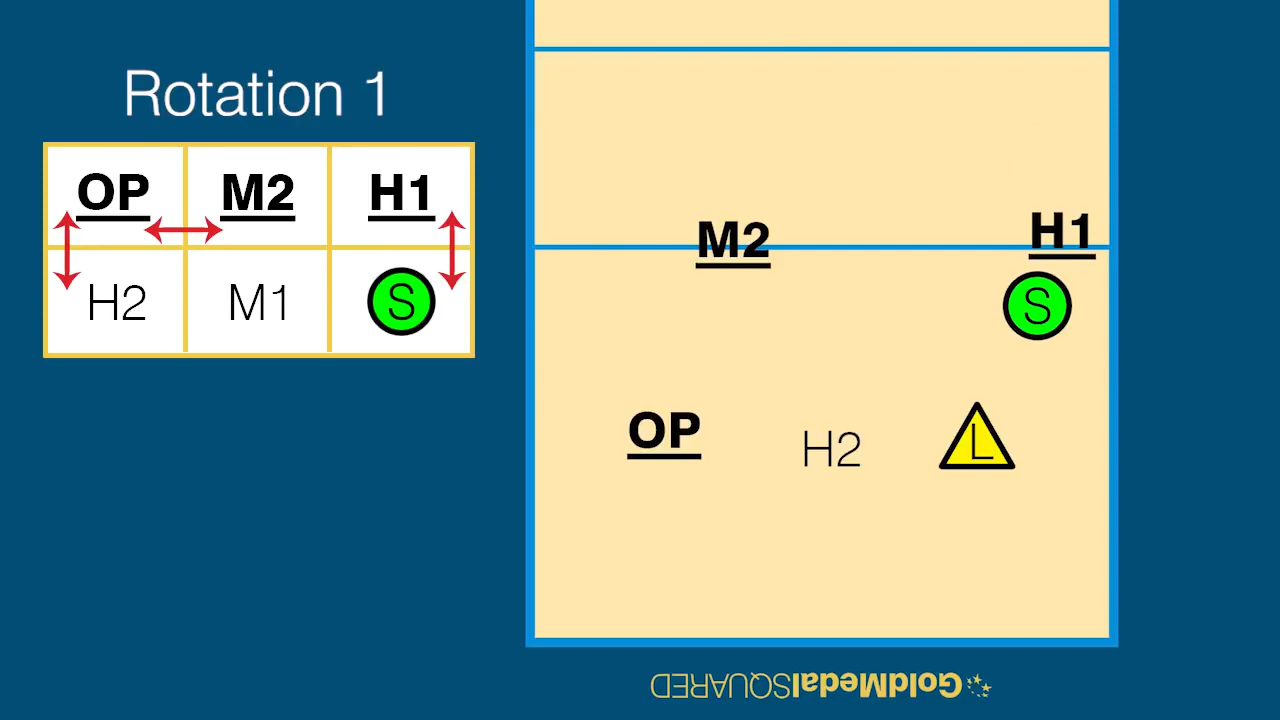 Rotation 1
OP M2 H1
H2 M1 S
M2 H1
S
OP H2 L
GoldMedalSQUARED